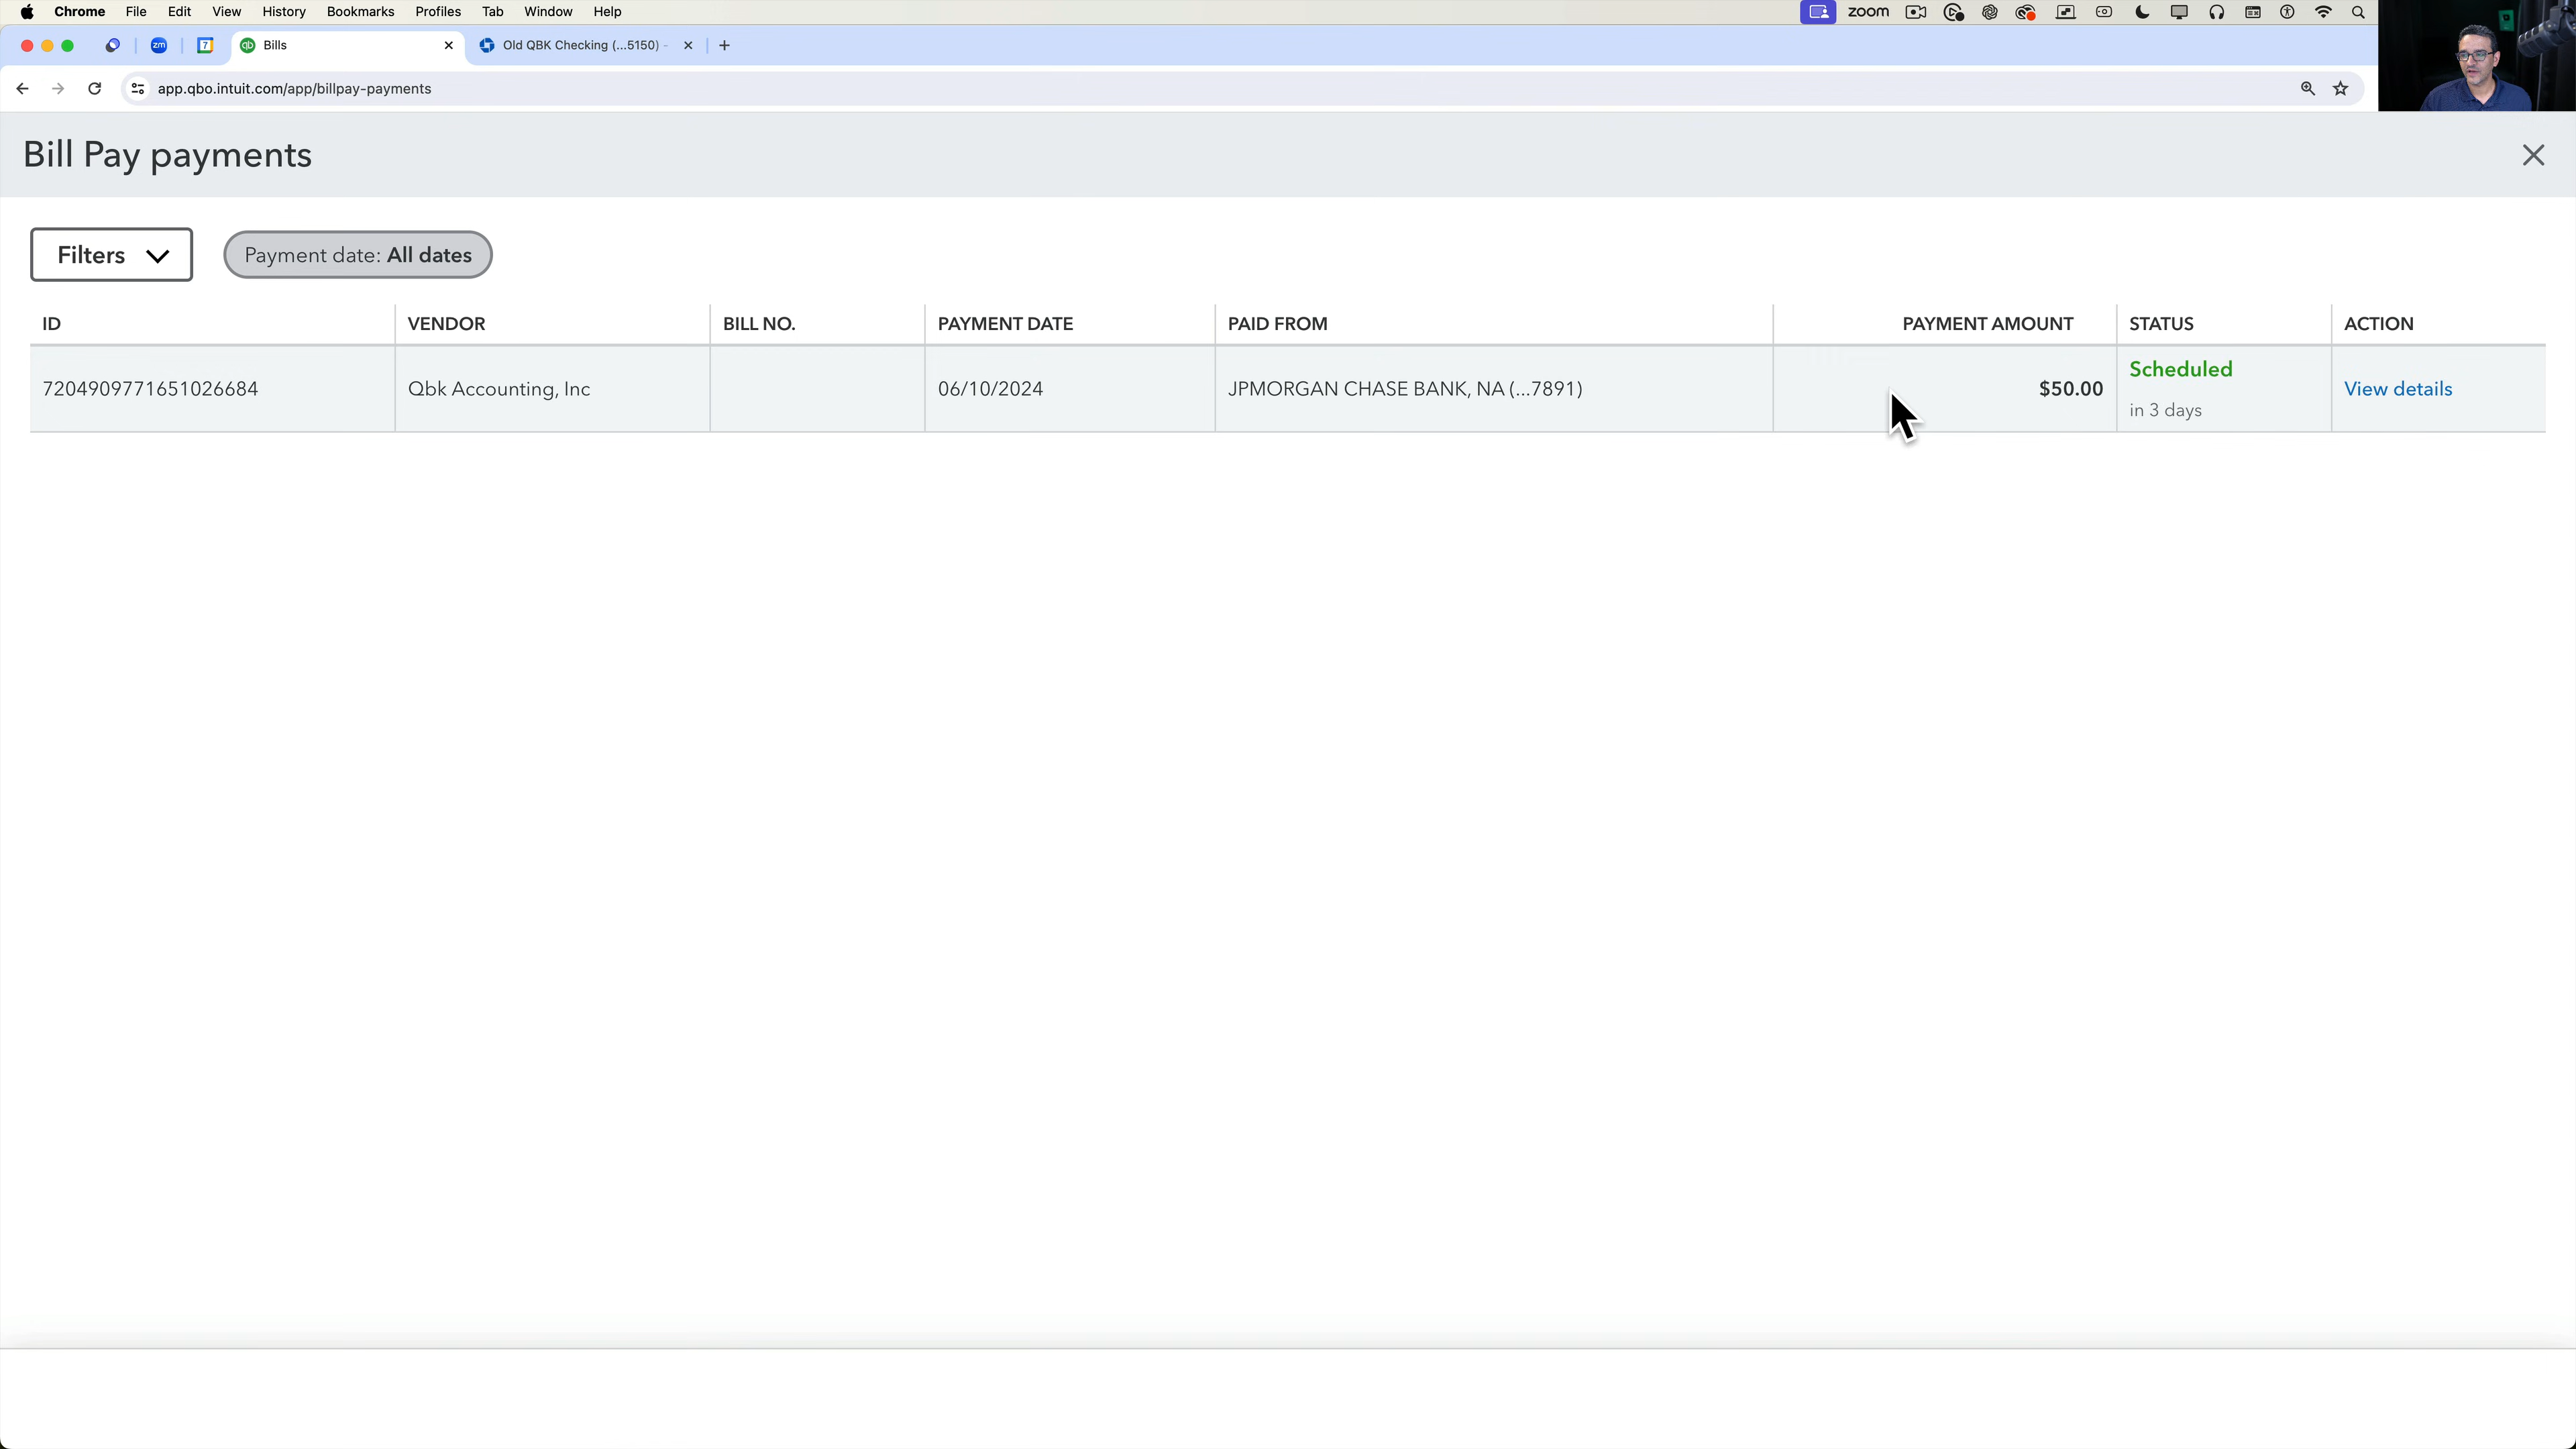 Chrome File Edit View History Bookmarks Profiles Tab Window Help
zoom
zm
7
qb
Bills
Old QBK Checking (...5150) -
app.qbo.intuit.com/app/billpay-payments
Bill Pay payments
Filters
Payment date: All dates
ID VENDOR BILL NO. PAYMENT DATE PAID FROM PAYMENT AMOUNT STATUS ACTION
7204909771651026684 Qbk Accounting, Inc 06/10/2024 JPMORGAN CHASE BANK, NA (...7891) $50.00 Scheduled View details
in 3 days